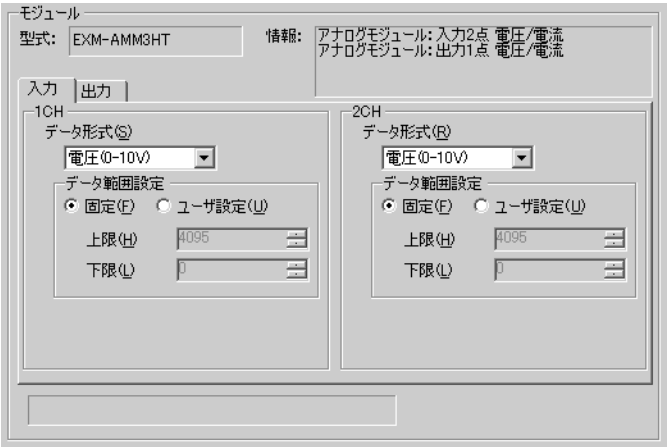 モジュール
型式: EXM-AMM3HT 情報: アナログモジュール: 入力2点 電圧/電流
アナログモジュール: 出力1点 電圧/電流
入力 出力
1CH 2CH
データ形式(S) データ形式(R)
電圧(0-10V) 電圧(0-10V)
データ範囲設定 データ範囲設定
固定(F) ユーザ設定(U) 固定(F) ユーザ設定(U)
上限(H) 4095 上限(H) 4095
下限(L) 0 下限(L) 0